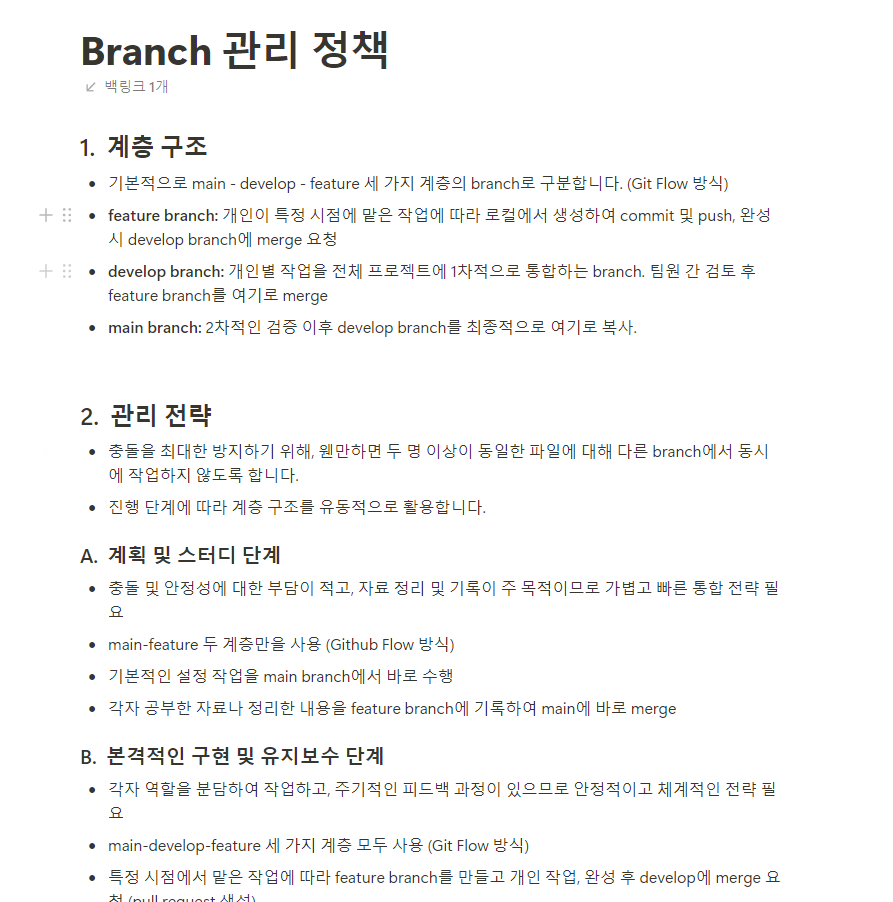 Branch 관리 정책
백링크 1개
1. 계층 구조
기본적으로 main - develop - feature 세 가지 계층의 branch로 구분합니다. (Git Flow 방식)
feature branch: 개인이 특정 시점에 맡은 작업에 따라 로컬에서 생성하여 commit 및 push, 완성
시 develop branch에 merge 요청
develop branch: 개인별 작업을 전체 프로젝트에 1차적으로 통합하는 branch. 팀원 간 검토 후
feature branch를 여기로 merge
main branch: 2차적인 검증 이후 develop branch를 최종적으로 여기로 복사.
2. 관리 전략
충돌을 최대한 방지하기 위해, 웬만하면 두 명 이상이 동일한 파일에 대해 다른 branch에서 동시
에 작업하지 않도록 합니다.
진행 단계에 따라 계층 구조를 유동적으로 활용합니다.
A. 계획 및 스터디 단계
충돌 및 안정성에 대한 부담이 적고, 자료 정리 및 기록이 주 목적이므로 가볍고 빠른 통합 전략 필
요
main-feature 두 계층만을 사용 (Github Flow 방식)
기본적인 설정 작업을 main branch에서 바로 수행
각자 공부한 자료나 정리한 내용을 feature branch에 기록하여 main에 바로 merge
B. 본격적인 구현 및 유지보수 단계
각자 역할을 분담하여 작업하고, 주기적인 피드백 과정이 있으므로 안정적이고 체계적인 전략 필
요
main-develop-feature 세 가지 계층 모두 사용 (Git Flow 방식)
특정 시점에서 맡은 작업에 따라 feature branch를 만들고 개인 작업, 완성 후 develop에 merge 요
청 (pull request 생성)